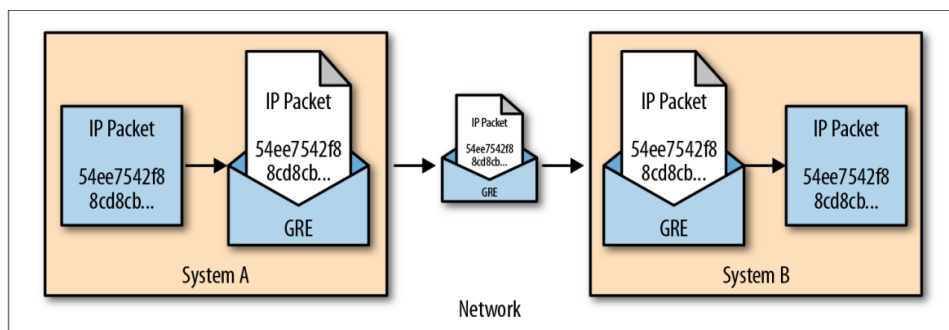 IP Packet
54ee7542f8
8cd8cb...
IP Packet
54ee7542f8
8cd8cb...
GRE
System A
IP Packet
54ee7542f8
8cd8cb...
GRE
IP Packet
54ee7542f8
8cd8cb...
GRE
IP Packet
54ee7542f8
8cd8cb...
System B
Network